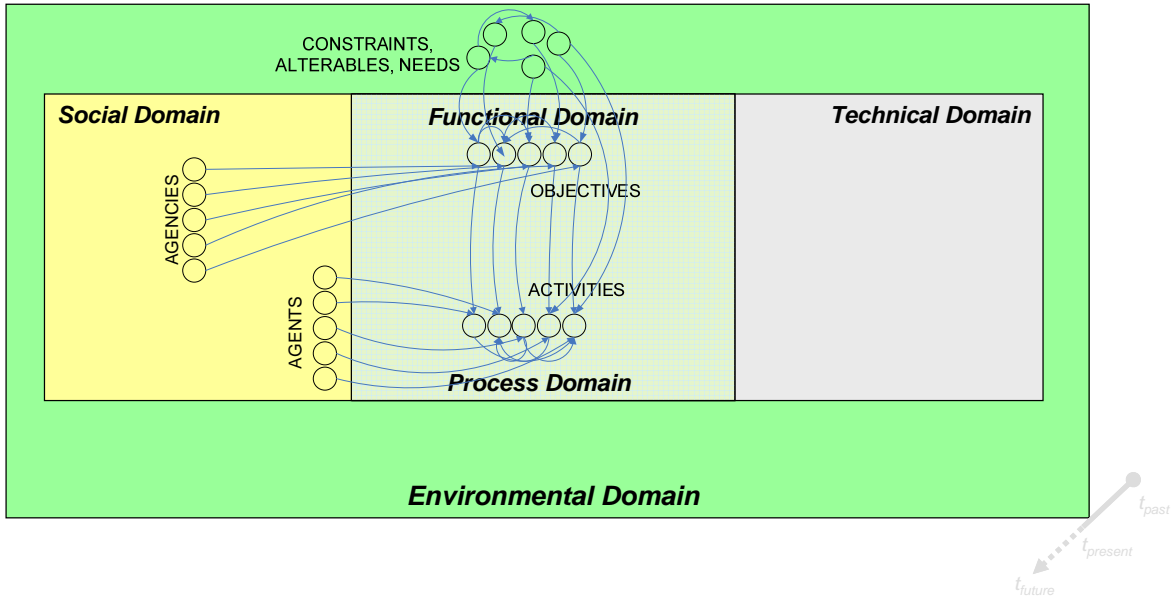 CONSTRAINTS,
ALTERABLES, NEEDS
Social Domain
Functional Domain
Technical Domain
AGENCIES
OBJECTIVES
AGENTS
ACTIVITIES
Process Domain
Environmental Domain
tpast
tpresent
tfuture